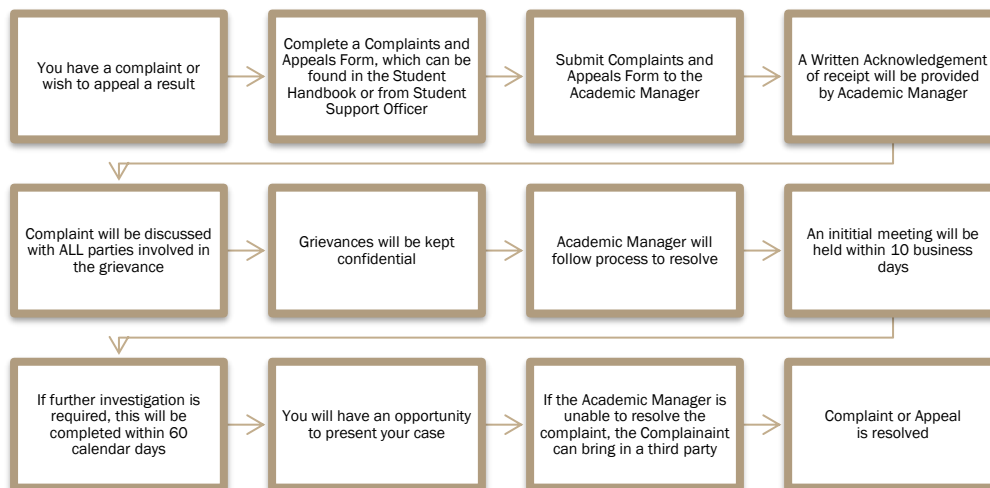 You have a complaint or
wish to appeal a result
Complete a Complaints and
Appeals Form, which can be
found in the Student
Handbook or from Student
Support Officer
Submit Complaints and
Appeals Form to the
Academic Manager
A Written Acknowledgement
of receipt will be provided
by Academic Manager
Complaint will be discussed
with ALL parties involved in
the grievance
Grievances will be kept
confidential
Academic Manager will
follow process to resolve
An inititial meeting will be
held within 10 business
days
If further investigation is
required, this will be
completed within 60
calendar days
You will have an opportunity
to present your case
If the Academic Manager is
unable to resolve the
complaint, the Complainaint
can bring in a third party
Complaint or Appeal
is resolved